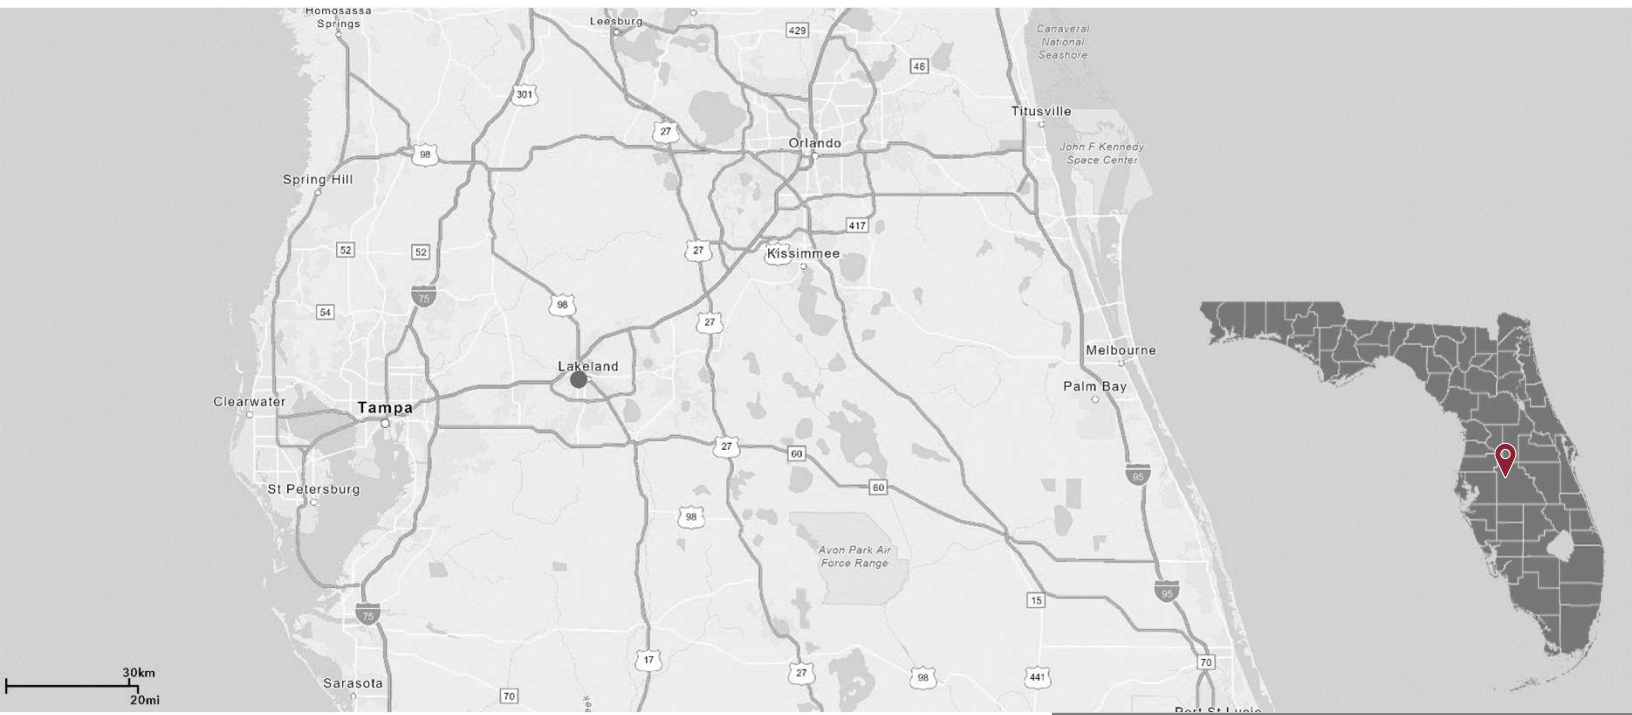 Homosassa
Springs
Leesburg
429
Canaveral
National
Seashore
46
301
Titusville
27
Orlando
98
John F Kennedy
Space Center
Spring Hill
417
52
52
27
Kissimmee
75
98
54
27
Melbourne
Lakeland
Palm Bay
Clearwater
Tampa
27
60
95
St Petersburg
60
98
Avon Park Air
Force Range
95
15
75
17
70
30km
Sarasota
27
98
441
70
20mi
Port St Lucie